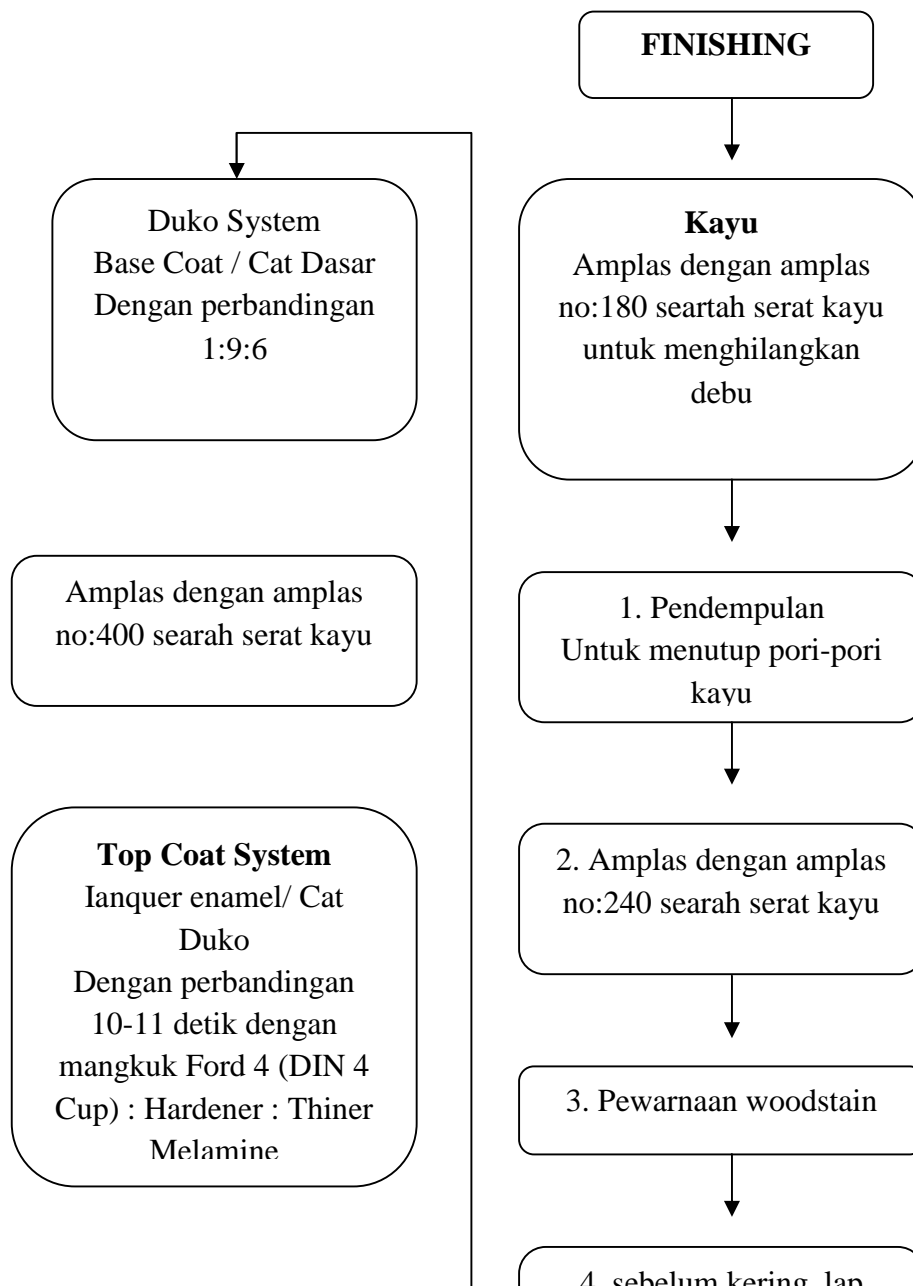 FINISHING
Kayu
Amplas dengan amplas
no:180 seartah serat kayu
untuk menghilangkan
debu
1. Pendempulan
Untuk menutup pori-pori
kayu
2. Amplas dengan amplas
no:240 searah serat kayu
3. Pewarnaan woodstain
4. sebelum kering, lap
Duko System
Base Coat / Cat Dasar
Dengan perbandingan
1:9:6
Amplas dengan amplas
no:400 searah serat kayu
Top Coat System
Ianquer enamel/ Cat
Duko
Dengan perbandingan
10-11 detik dengan
mangkuk Ford 4 (DIN 4
Cup) : Hardener : Thiner
Melamine